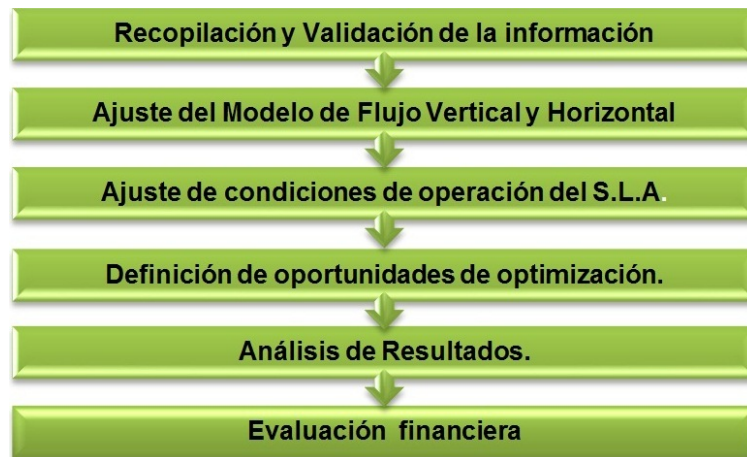 Recopilación y Validación de la información
Ajuste del Modelo de Flujo Vertical y Horizontal
Ajuste de condiciones de operación del S.L.A.
Definición de oportunidades de optimización.
Análisis de Resultados.
Evaluación financiera